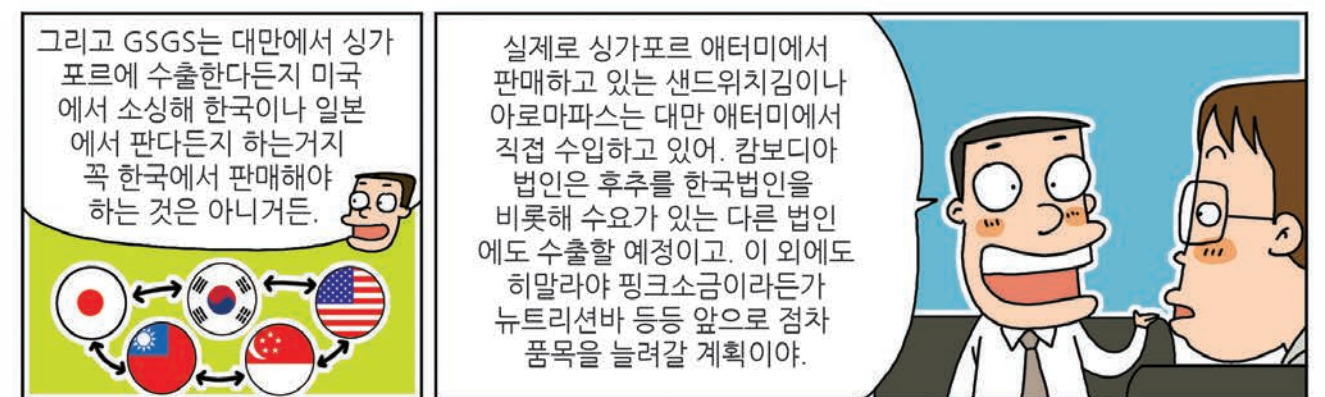 그리고 GSGS는 대만에서 싱가
포르에 수출한다든지 미국
에서 소싱해 한국이나 일본
에서 판다든지 하는거지
꼭 한국에서 판매해야
하는 것은 아니거든.
실제로 싱가포르 애터미에서
판매하고 있는 샌드위치김이나
아로마파스는 대만 애터미에서
직접 수입하고 있어. 캄보디아
법인은 후추를 한국법인을
비롯해 수요가 있는 다른 법인
에도 수출할 예정이고. 이 외에도
히말라야 핑크소금이라든가
뉴트리션바 등등 앞으로 점차
품목을 늘려갈 계획이야.